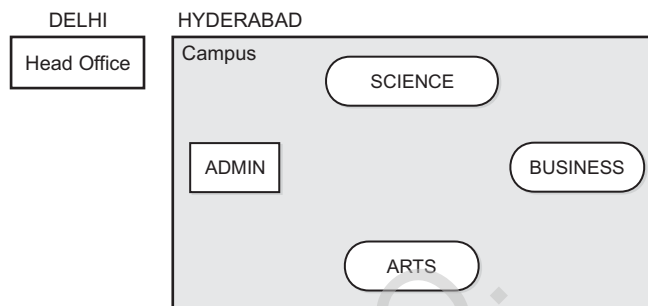 DELHI HYDERABAD
Head Office
Campus
SCIENCE
ADMIN
BUSINESS
ARTS